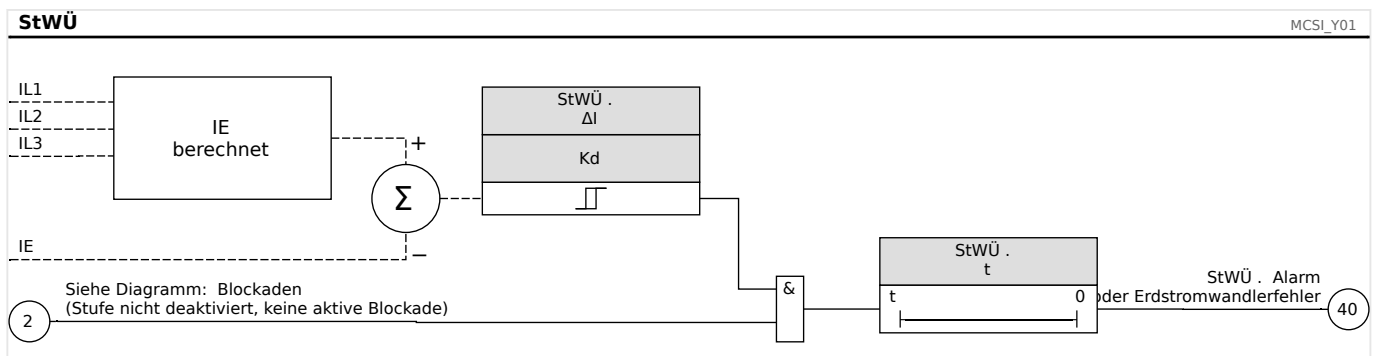 StWÜ
MCSI_Y01
IL1
IL2
IL3
IE
berechnet
+
Σ
−
IE
StWÜ .
ΔI
Kd
Siehe Diagramm: Blockaden
(Stufe nicht deaktiviert, keine aktive Blockade)
2
&
StWÜ .
t
t
0
StWÜ . Alarm
oder Erdstromwandlerfehler
40